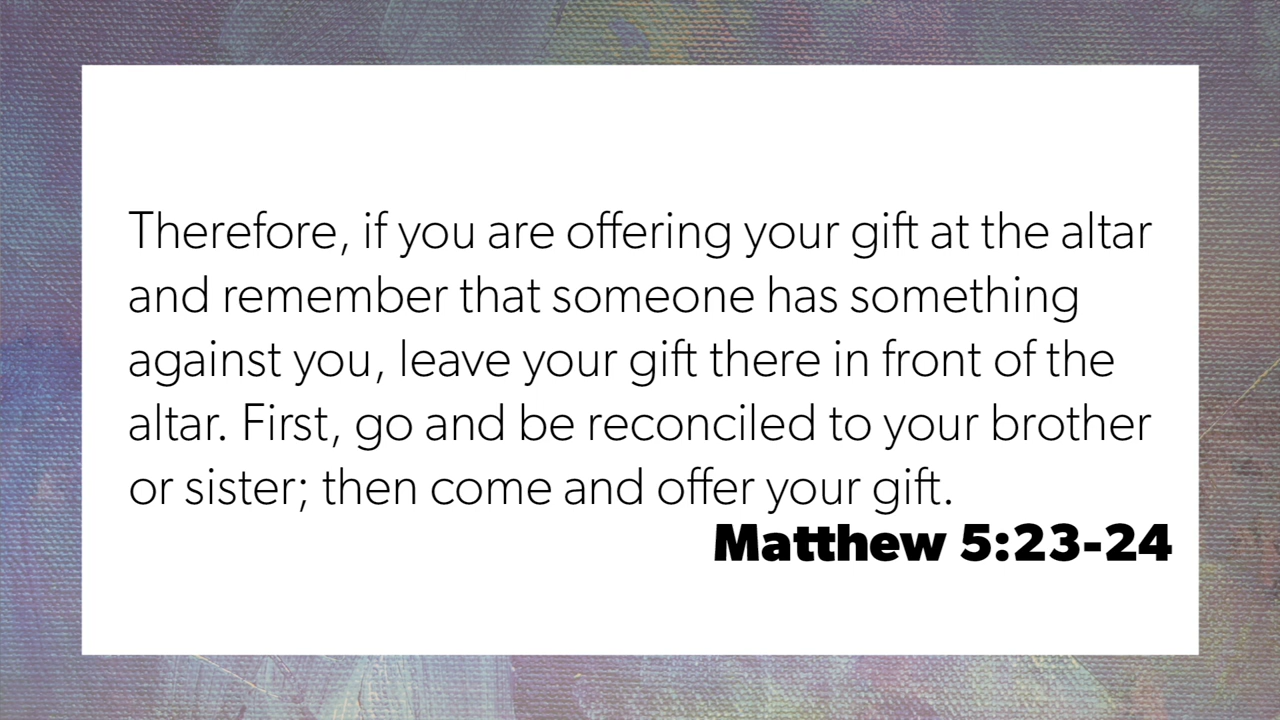 Therefore, if you are offering your gift at the altar
and remember that someone has something
against you, leave your gift there in front of the
altar. First, go and be reconciled to your brother
or sister; then come and offer your gift.
Matthew 5:23-24